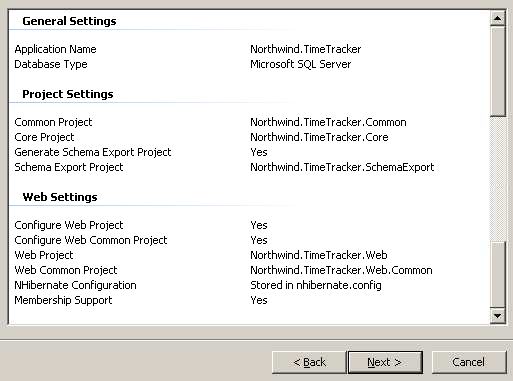 General Settings
Application Name Northwind.TimeTracker
Database Type Microsoft SQL Server
Project Settings
Common Project Northwind.TimeTracker.Common
Core Project Northwind.TimeTracker.Core
Generate Schema Export Project Yes
Schema Export Project Northwind.TimeTracker.SchemaExport
Web Settings
Configure Web Project Yes
Configure Web Common Project Yes
Web Project Northwind.TimeTracker.Web
Web Common Project Northwind.TimeTracker.Web.Common
NHibernate Configuration Stored in nhibernate.config
Membership Support Yes
< Back Next > Cancel